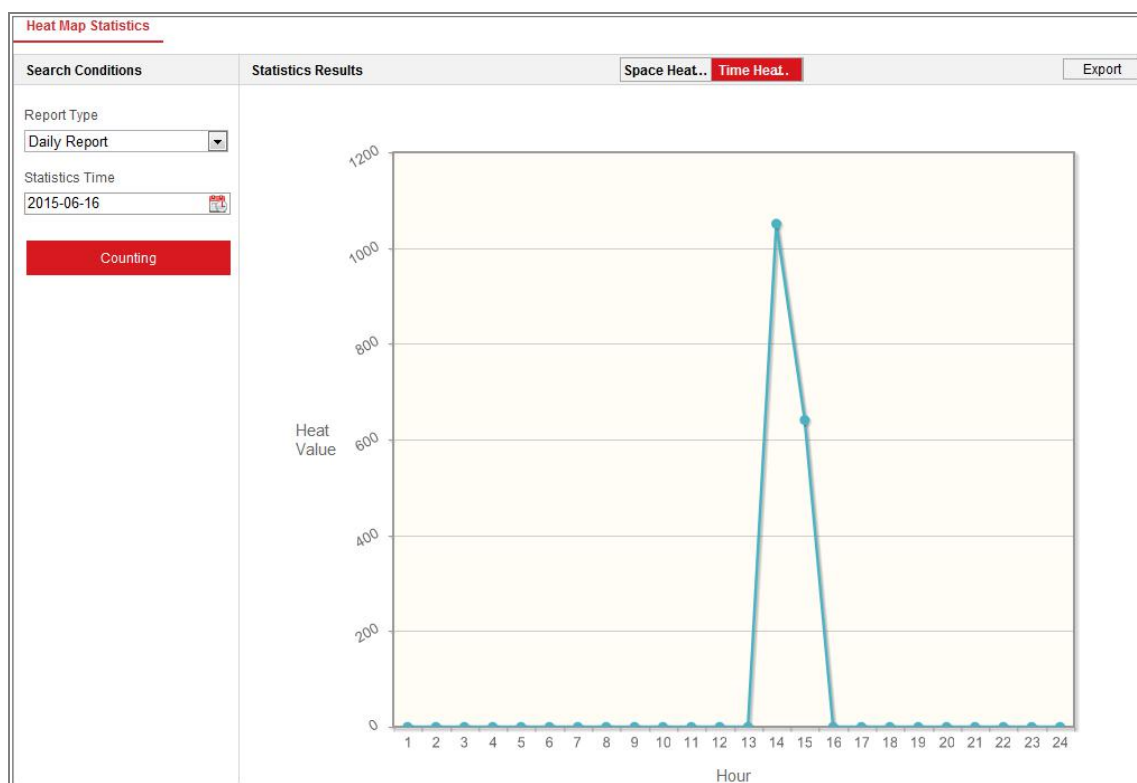 Heat Map Statistics
Search Conditions
Statistics Results
Space Heat...
Time Heat..
Export
Report Type
Daily Report
Statistics Time
2015-06-16
Counting
1200
1000
800
600
400
200
0
Heat
Value
1 2 3 4 5 6 7 8 9 10 11 12 13 14 15 16 17 18 19 20 21 22 23 24
Hour